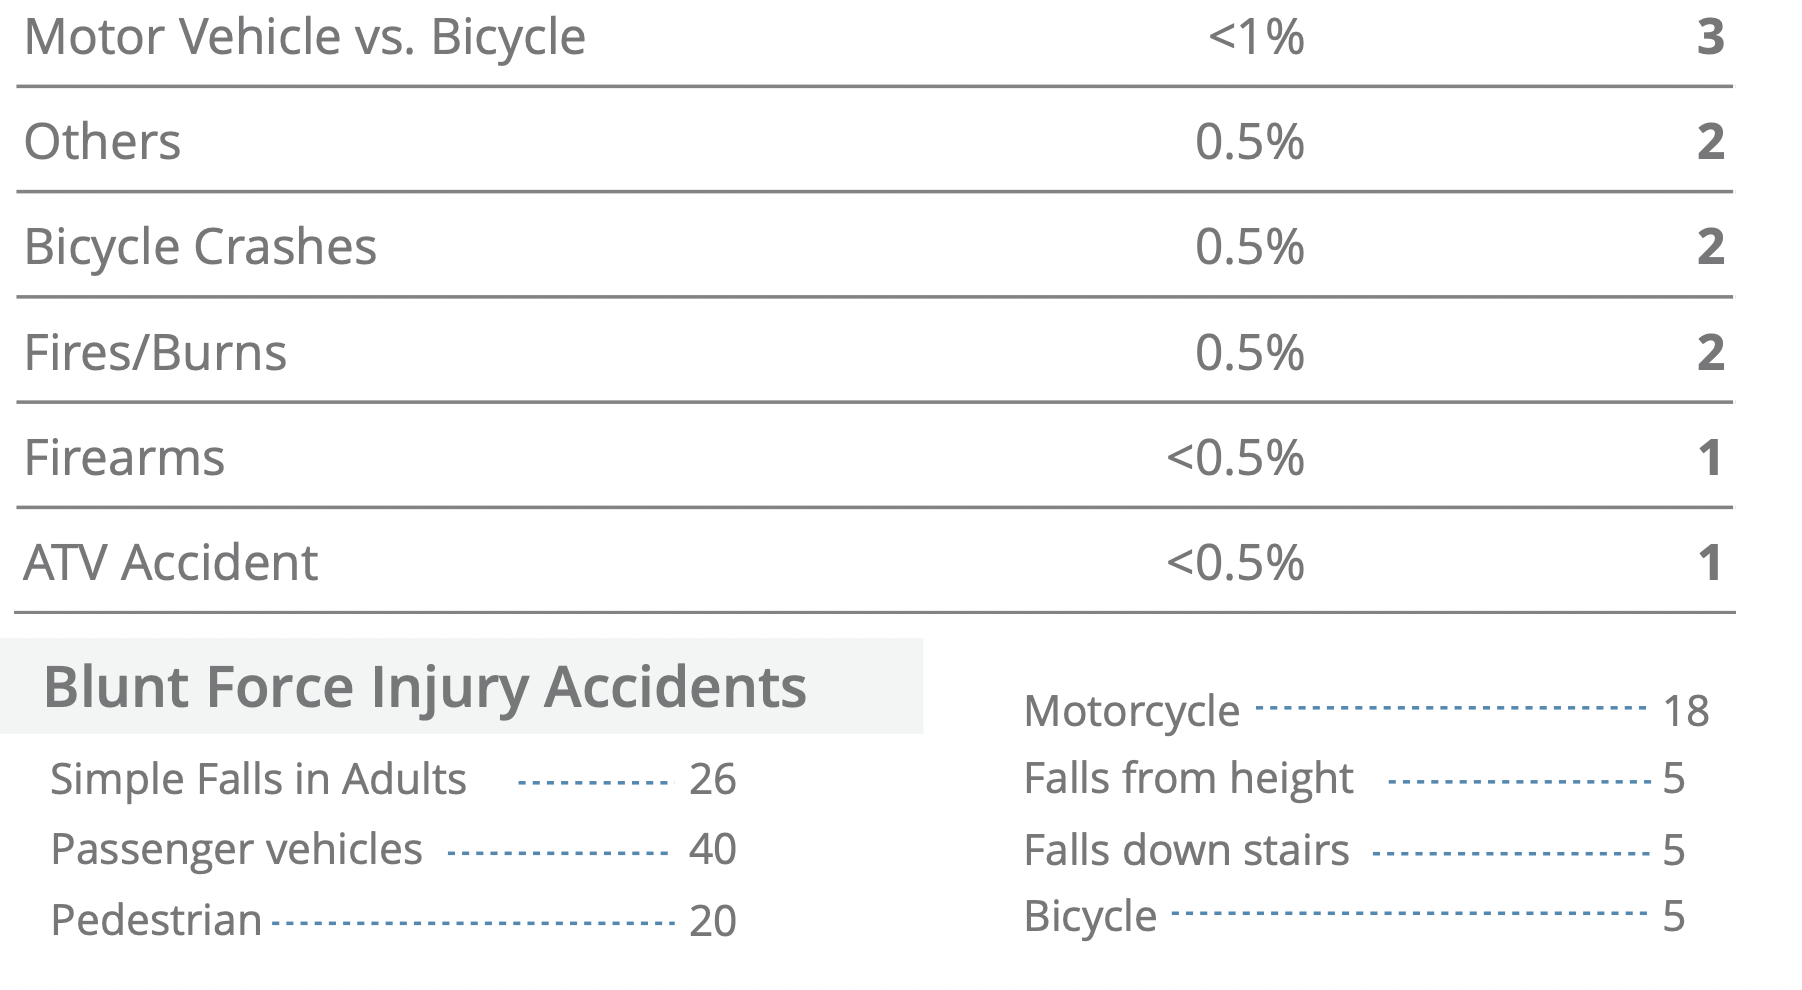 Motor Vehicle vs. Bicycle <1% 3
Others 0.5% 2
Bicycle Crashes 0.5% 2
Fires/Burns 0.5% 2
Firearms <0.5% 1
ATV Accident <0.5% 1
Blunt Force Injury Accidents
Simple Falls in Adults 26
Passenger vehicles 40
Pedestrian 20
Motorcycle 18
Falls from height 5
Falls down stairs 5
Bicycle 5